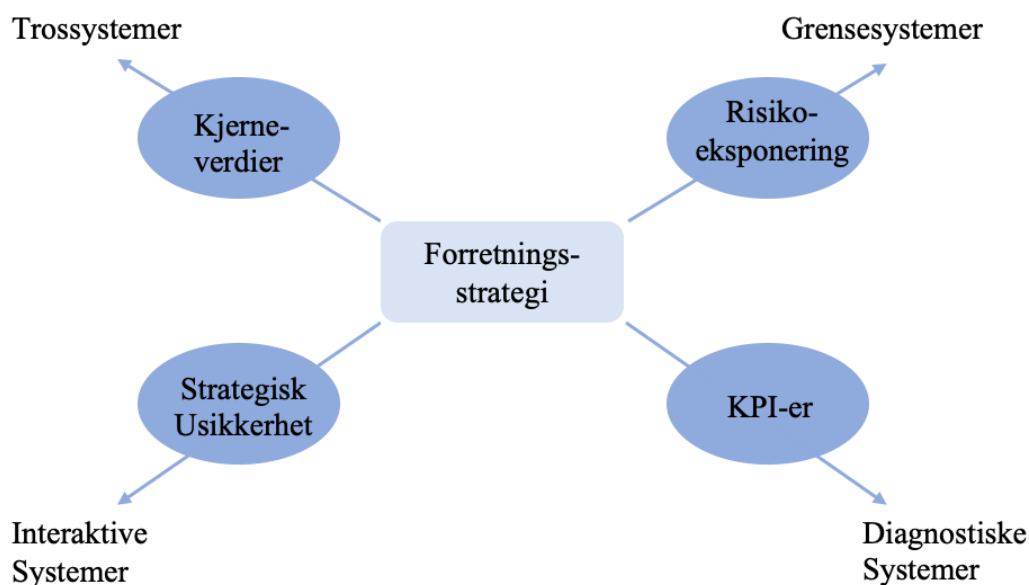 Trossystemer
Grensesystemer
Kjerne-
verdier
Risiko-
eksponering
Forretnings-
strategi
Strategisk
Usikkerhet
KPI-er
Interaktive
Systemer
Diagnostiske
Systemer